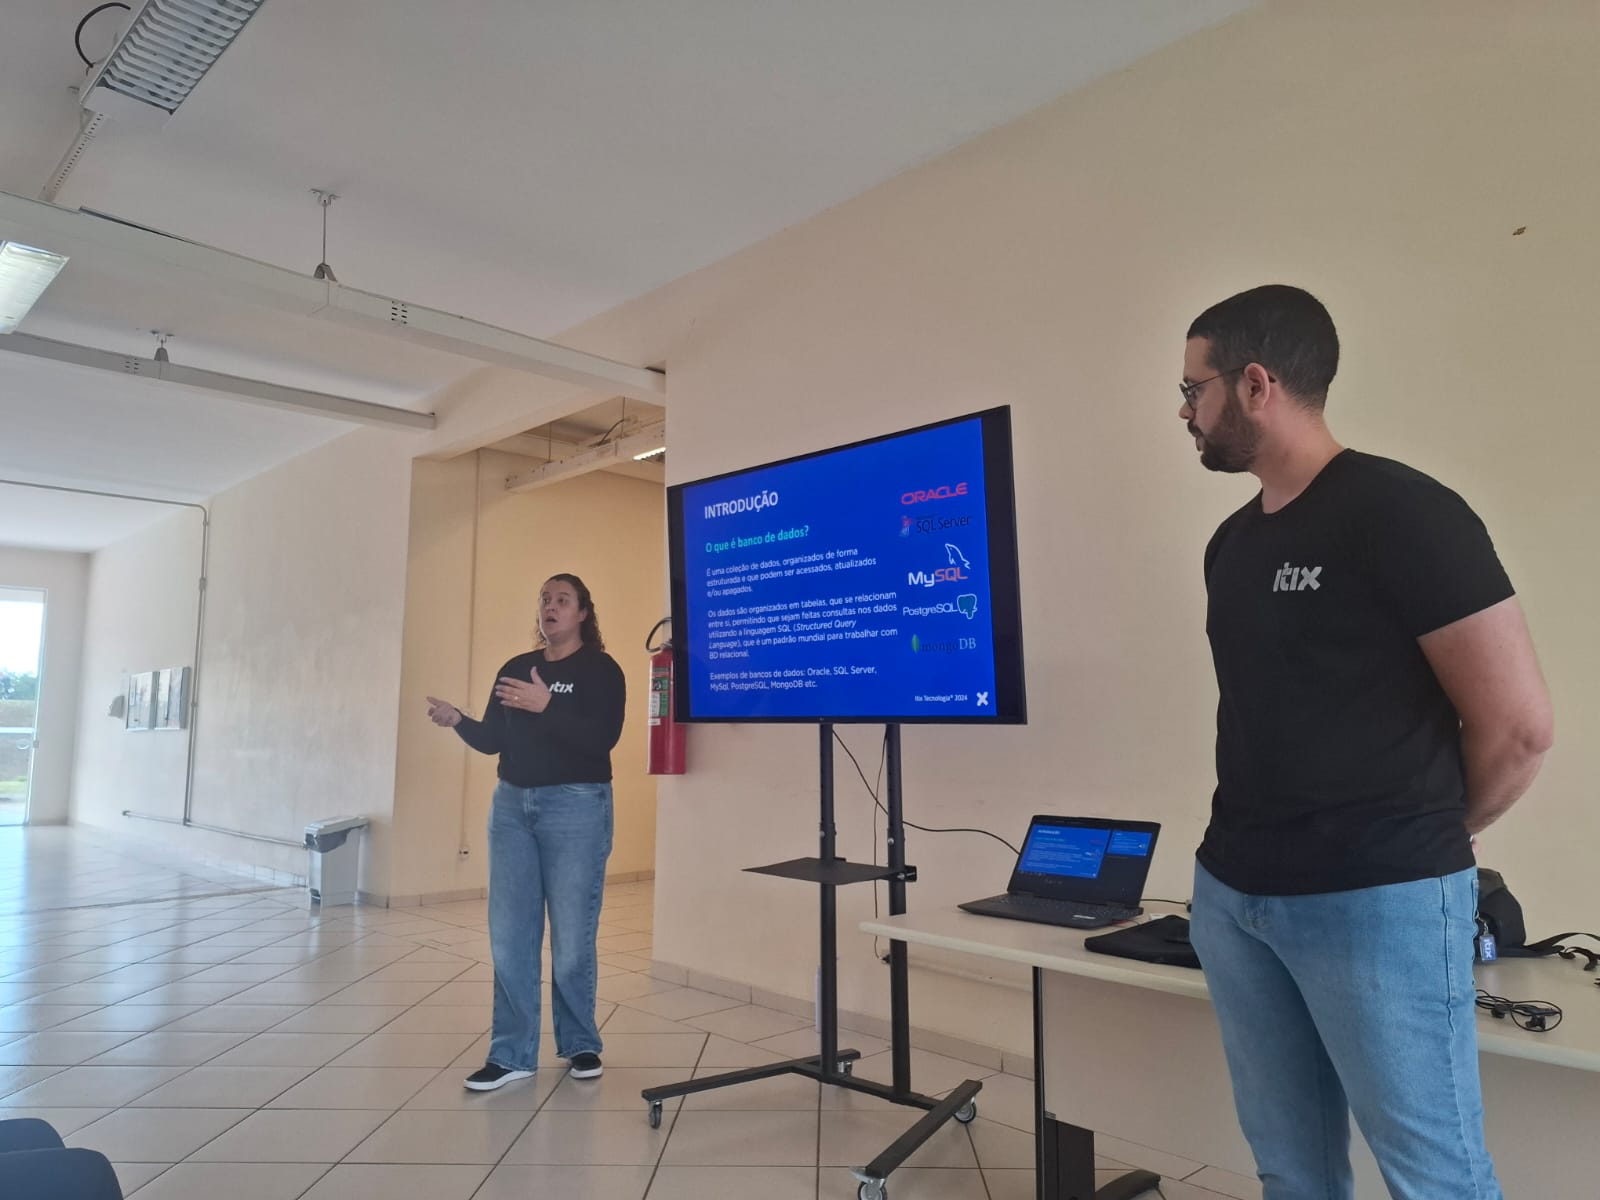 INTRODUÇÃO
O que é banco de dados?
É uma coleção de dados, organizados de forma
estruturada e que podem ser acessados, atualizados
e/ou apagados.
Os dados são organizados em tabelas, que se relacionam
entre si, permitindo que sejam feitas consultas nos dados
utilizando a linguagem SQL (Structured Query
Language), que é um padrão mundial para trabalhar com
BD relacional.
Exemplos de bancos de dados: Oracle, SQL Server,
MySql, PostgreSQL, MongoDB etc.
ORACLE
SQL Server
MySQL
PostgreSQL
mongoDB
Itix Tecnologia® 2024
itix
itix
itix